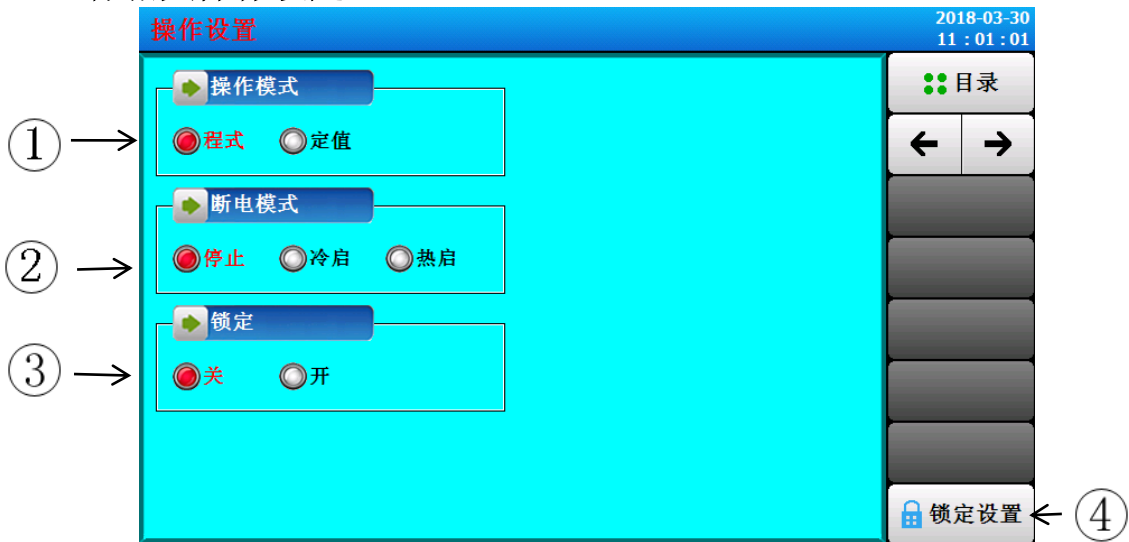 操作设置
2018-03-30
11 : 01 : 01
目录
操作模式
① 程式 定值
断电模式
② 停止 冷启 热启
锁定
③ 关 开
锁定设置 ④